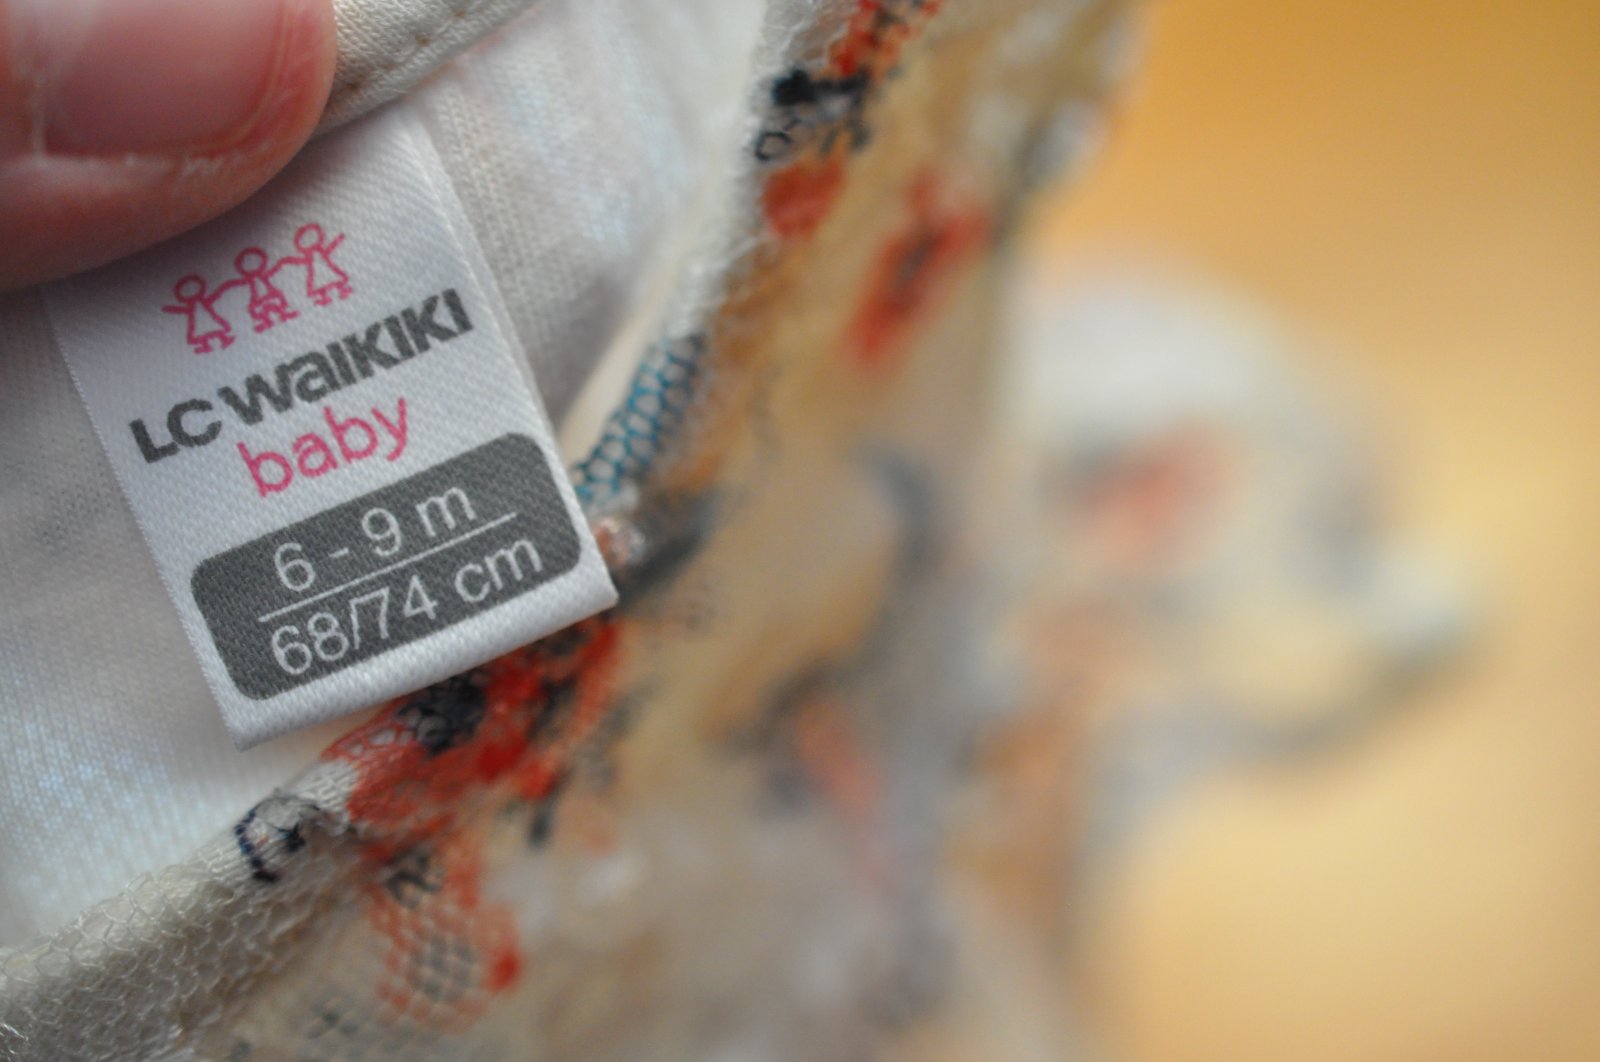 LC WAIKIKI
baby
6 - 9 m
68/74 cm